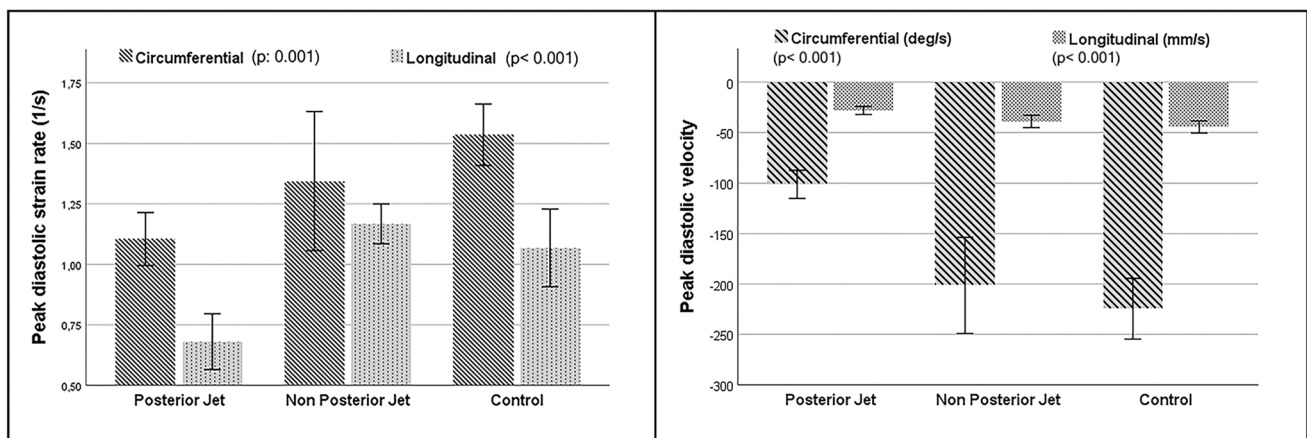 Circumferential (p: 0.001) Longitudinal (p< 0.001)
Peak diastolic strain rate (1/s)
1,75
1,50
1,25
1,00
0,75
0,50
Posterior Jet Non Posterior Jet Control
Circumferential (deg/s) Longitudinal (mm/s)
(p< 0.001) (p< 0.001)
Peak diastolic velocity
0
-50
-100
-150
-200
-250
-300
Posterior Jet Non Posterior Jet Control